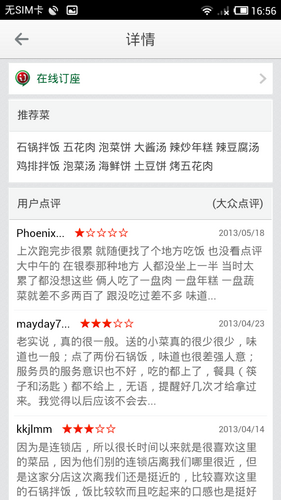 无SIM卡 16:56
详情
在线订座
推荐菜
石锅拌饭 五花肉 泡菜饼 大酱汤 辣炒年糕 辣豆腐汤
鸡排拌饭 泡菜汤 海鲜饼 土豆饼 烤五花肉
用户点评 (大众点评)
Phoenix... 2013/05/18
上次跑完步很累 就随便找了个地方吃饭 也没看点评
大中午的 在银泰那种地方 人都没坐上一半 当时太
累了都没想这些 俩人吃了一盘肉 一盘年糕 一盘蔬
菜就差不多两百了 跟没吃过差不多 味道...
mayday7... 2013/04/23
老实说，真的很一般。送的小菜真的很少很少，味
道也一般；点了两份石锅饭，味道也很差强人意；
服务员的服务意识也不好，吃的都上了，餐具（筷
子和汤匙）都不给上，无语，提醒好几次才给拿过
来。我觉得以后应该不会去...
kkjlmm 2013/04/14
因为是连锁店，所以很长时间以来就是很喜欢这里
的菜品，因为他们别的连锁店离我们哪里很近，但
是这家分店这次离我们还是挺近的，比较喜欢这里
的石锅拌饭，饭比较软而且吃起来的口感也是挺好